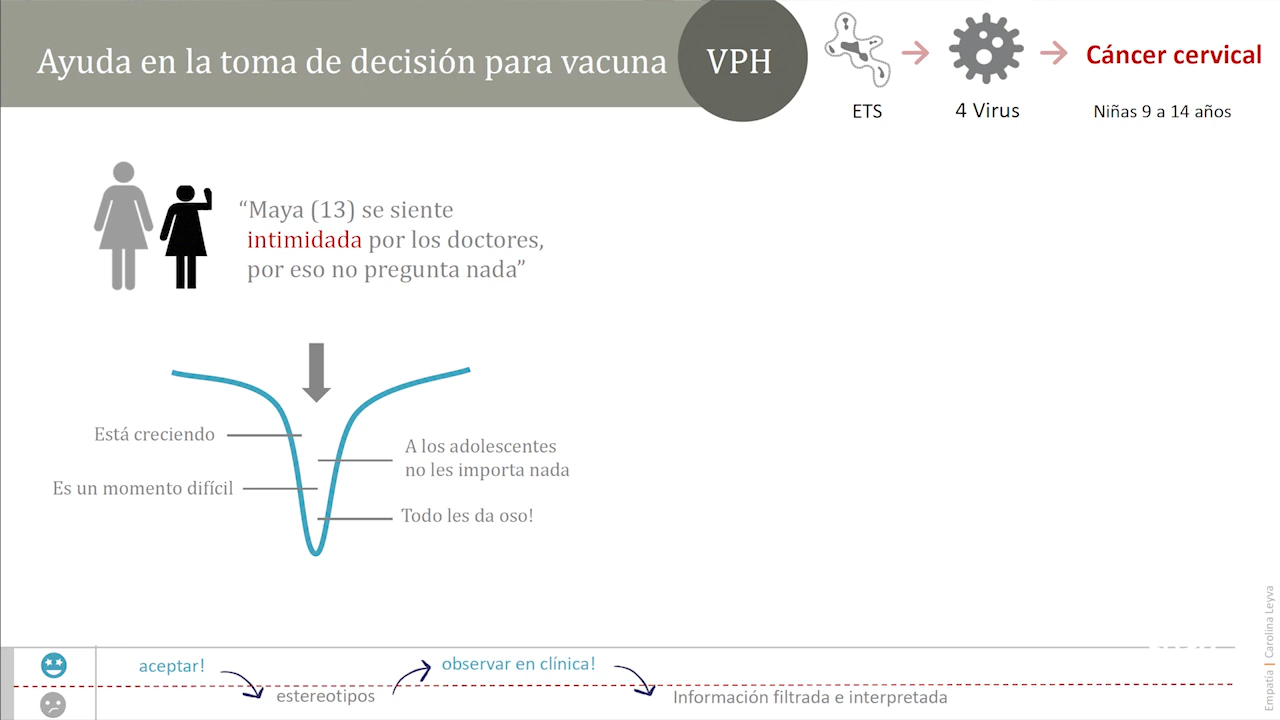 Ayuda en la toma de decisión para vacuna VPH
ETS
4 Virus
Cáncer cervical
Niñas 9 a 14 años
“Maya (13) se siente
intimidada por los doctores,
por eso no pregunta nada”
Está creciendo
A los adolescentes
no les importa nada
Es un momento difícil
Todo les da oso!
aceptar!
estereotipos
observar en clínica!
Información filtrada e interpretada
Empatía | Carolina Leyva